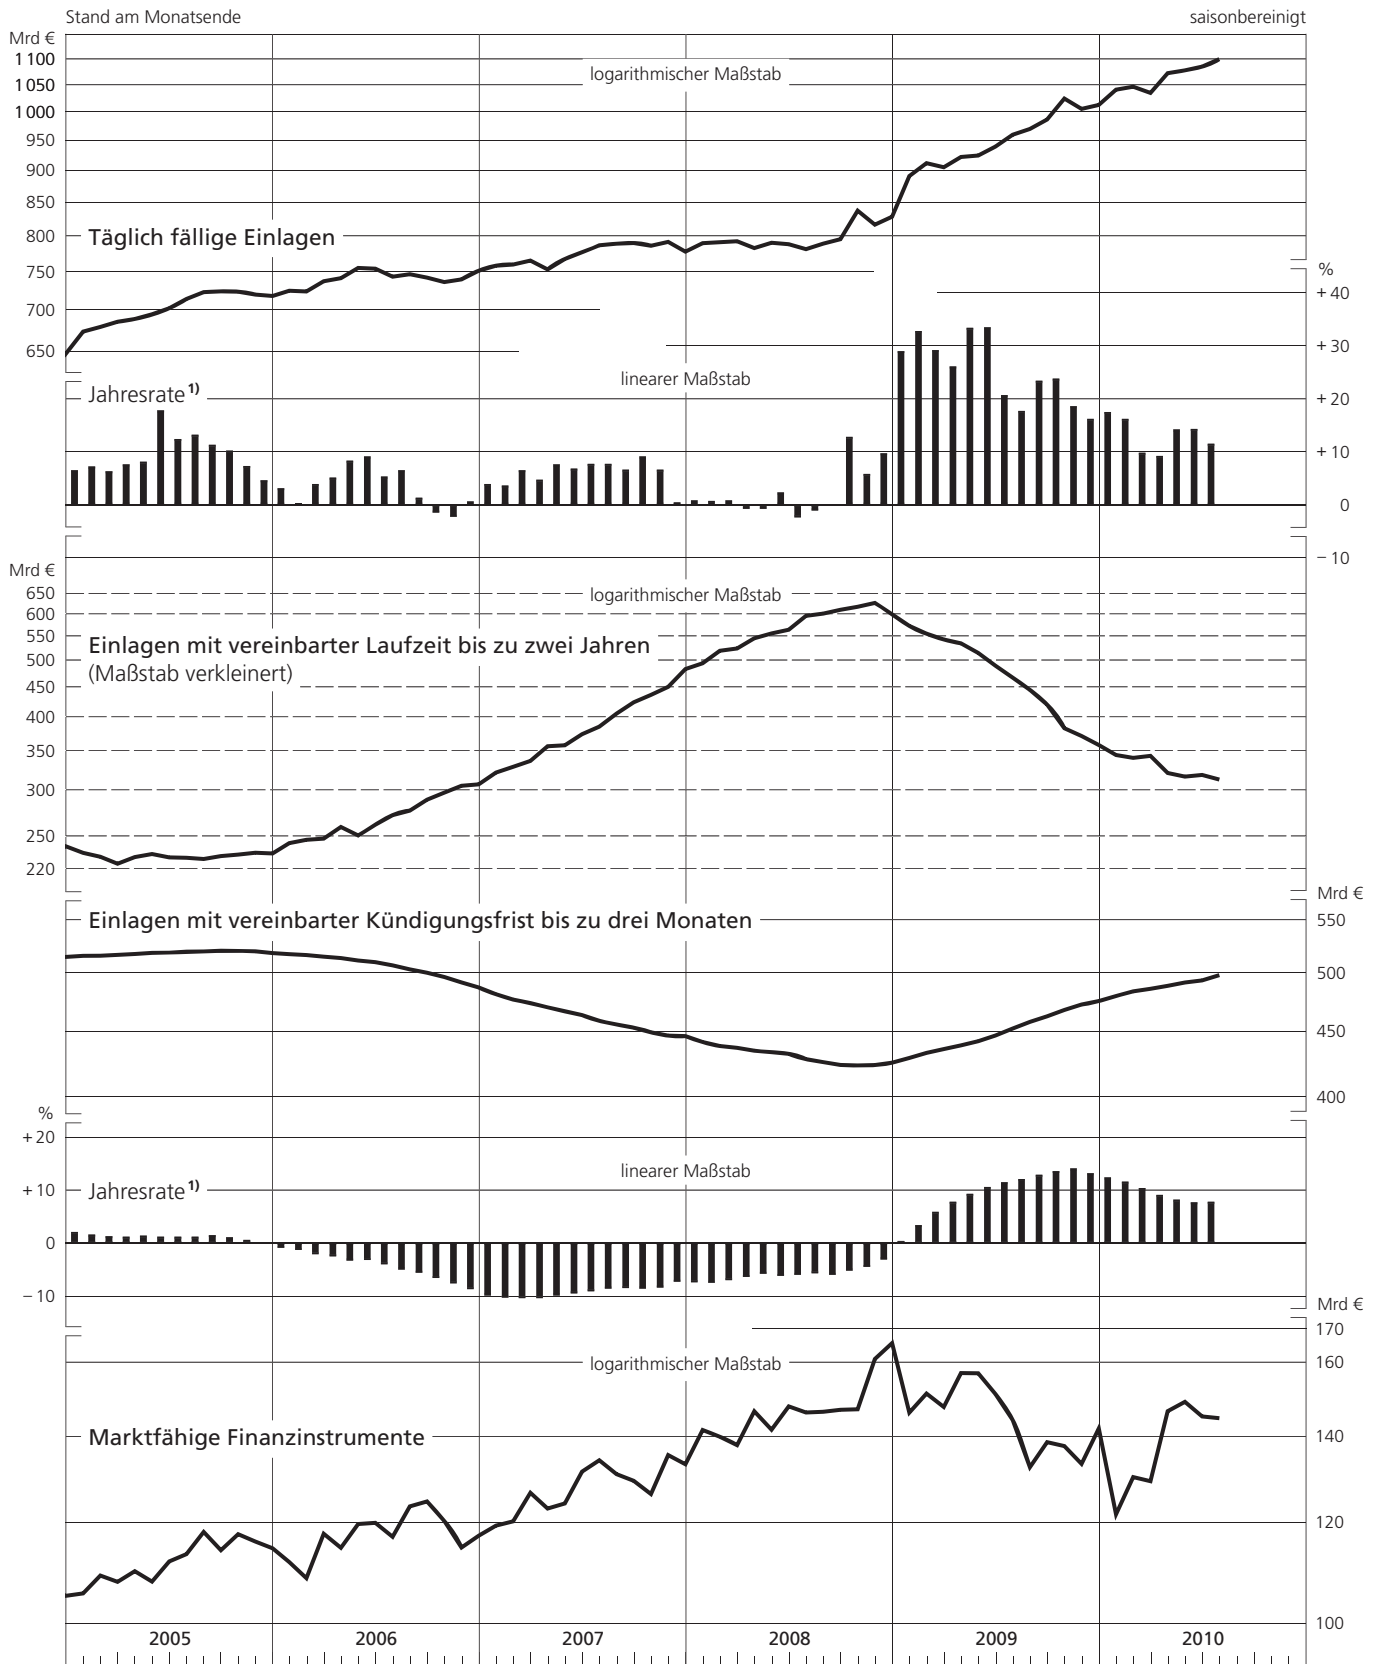 Stand am Monatsende
saisonbereinigt
Mrd €
1 100
logarithmischer Maßstab
1 050
1 000
950
900
850
800
Täglich fällige Einlagen
750
%
+ 40
700
650
+ 30
linearer Maßstab
Jahresrate 1)
+ 20
+ 10
0
– 10
Mrd €
650
logarithmischer Maßstab
600
550
Einlagen mit vereinbarter Laufzeit bis zu zwei Jahren
500
(Maßstab verkleinert)
450
400
350
300
250
220
Mrd €
Einlagen mit vereinbarter Kündigungsfrist bis zu drei Monaten
550
500
450
400
%
+ 20
linearer Maßstab
+ 10
Jahresrate 1)
0
– 10
Mrd €
170
logarithmischer Maßstab
160
Marktfähige Finanzinstrumente
140
120
100
2005 2006 2007 2008 2009 2010